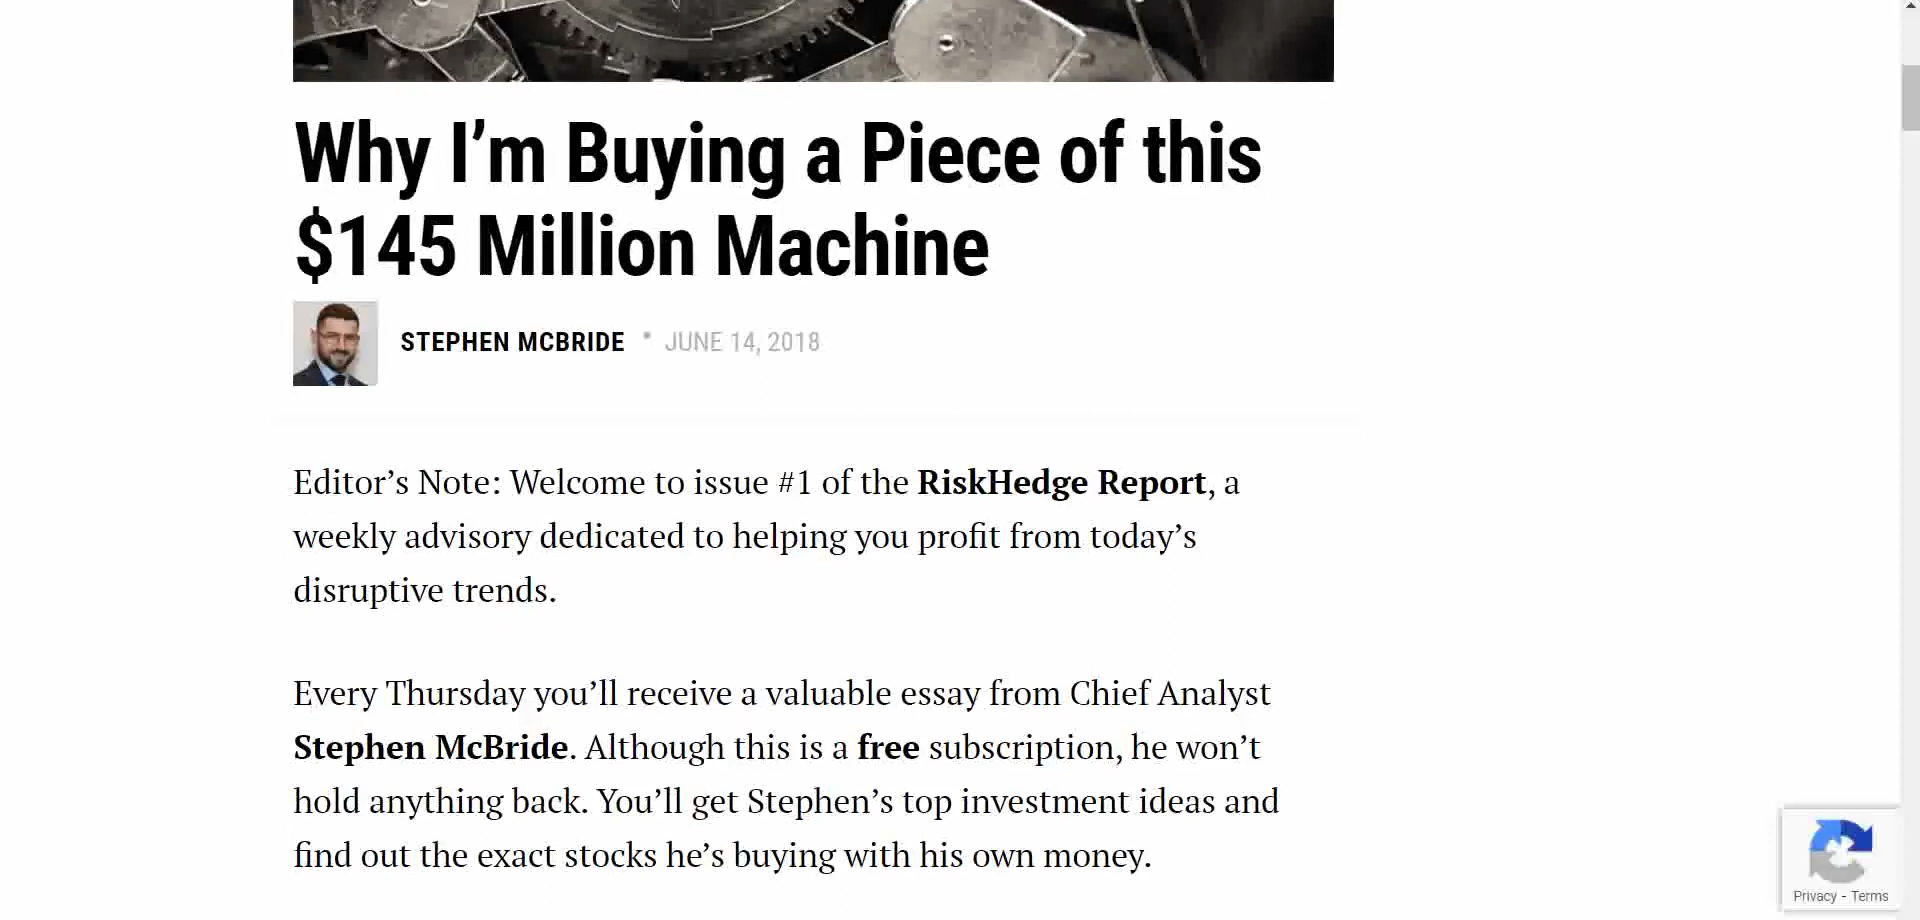 Why I’m Buying a Piece of this
$145 Million Machine
STEPHEN MCBRIDE • JUNE 14, 2018
Editor’s Note: Welcome to issue #1 of the RiskHedge Report, a
weekly advisory dedicated to helping you profit from today’s
disruptive trends.
Every Thursday you’ll receive a valuable essay from Chief Analyst
Stephen McBride. Although this is a free subscription, he won’t
hold anything back. You’ll get Stephen’s top investment ideas and
find out the exact stocks he’s buying with his own money.
Privacy - Terms